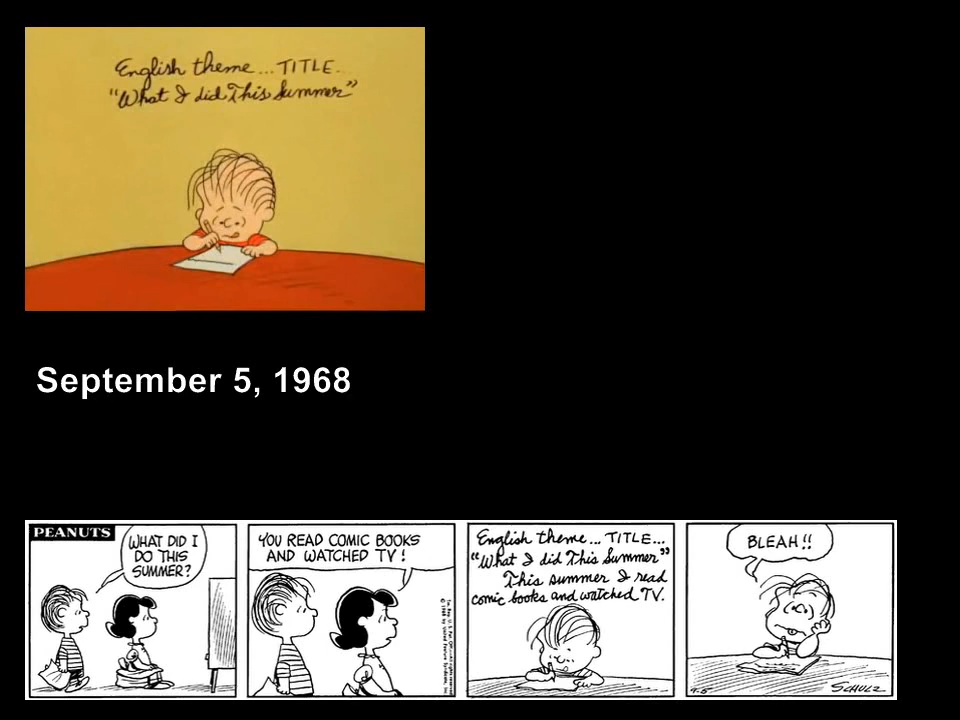 English theme... TITLE..
"What I did This Summer"
September 5, 1968
PEANUTS
WHAT DID I
DO THIS
SUMMER?
YOU READ COMIC BOOKS
AND WATCHED TV!
English theme... TITLE...
"What I did This Summer"
This summer I read
comic books and watched TV.
BLEAH!!
9-5
SCHULZ